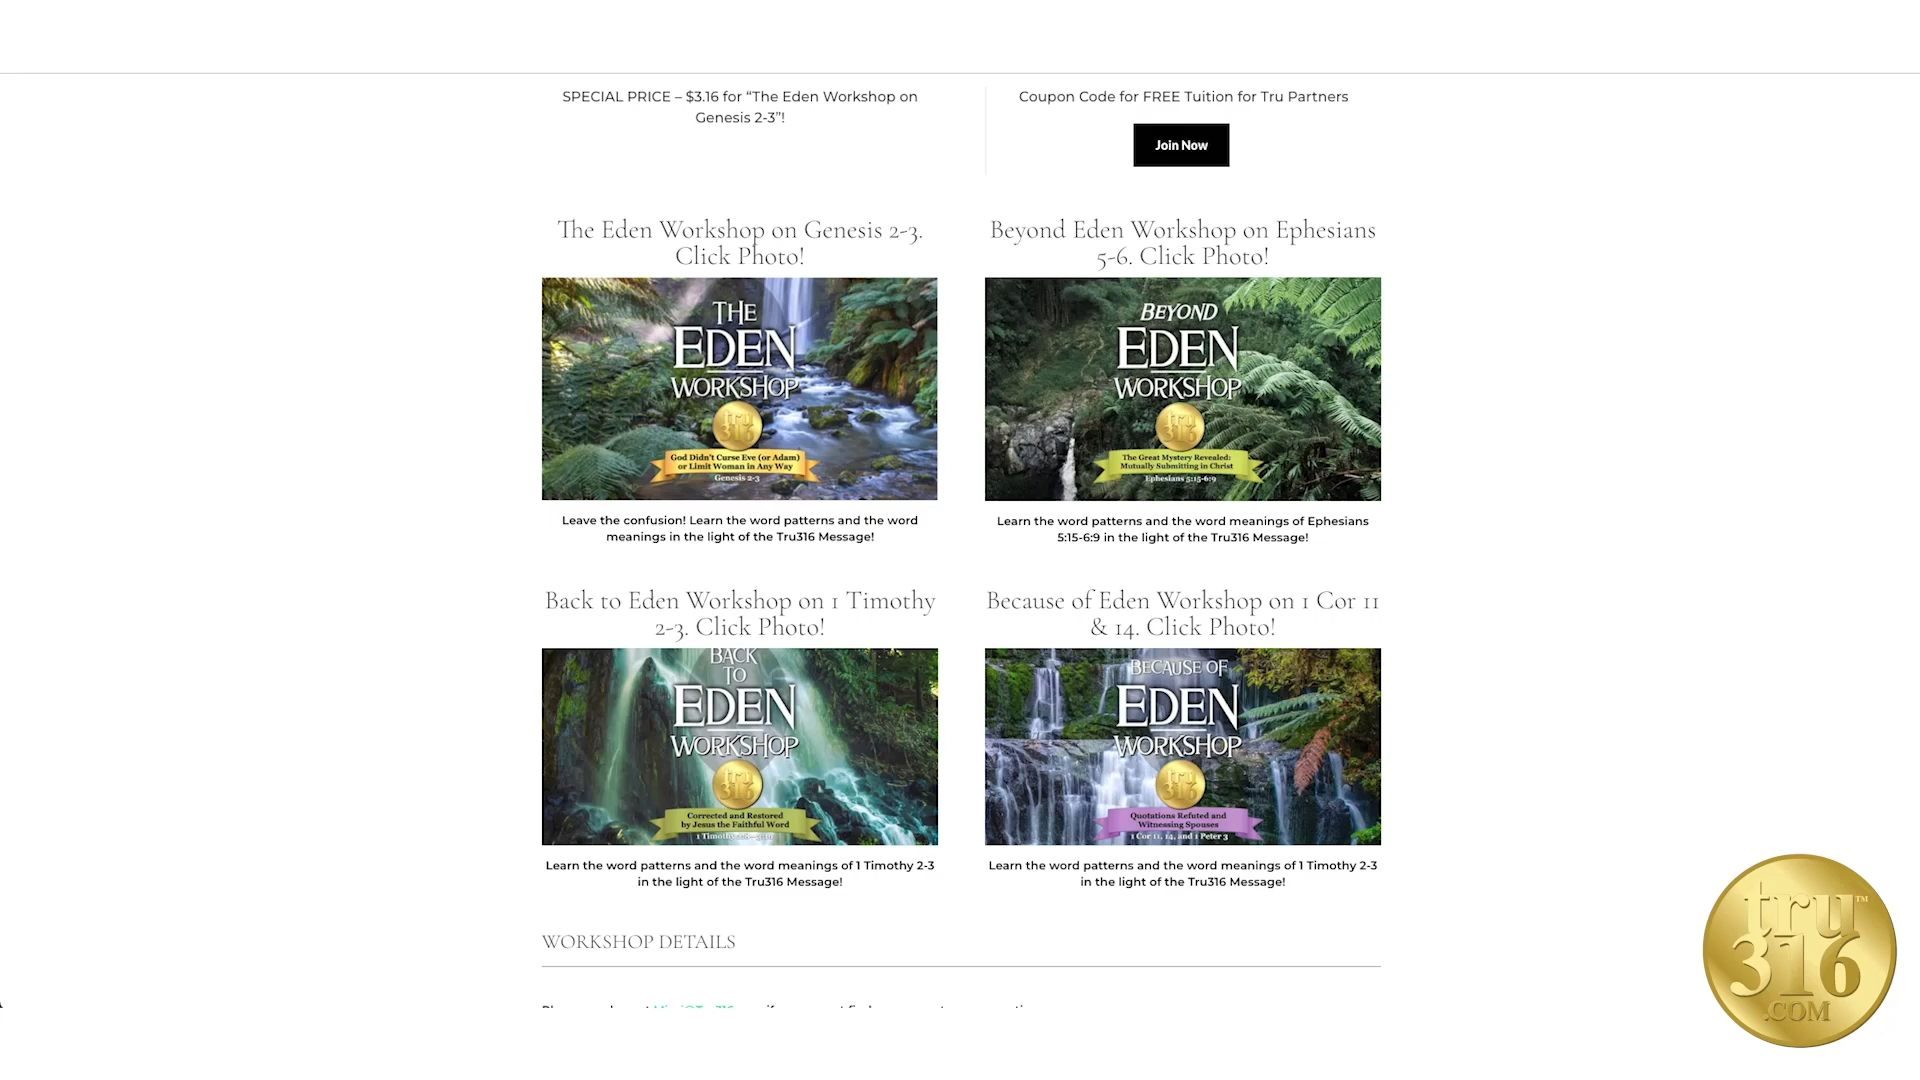 SPECIAL PRICE – $3.16 for “The Eden Workshop on
Genesis 2-3”!
Coupon Code for FREE Tuition for Tru Partners
Join Now
The Eden Workshop on Genesis 2-3.
Click Photo!
THE
EDEN
WORKSHOP
tru
316
God Didn't Curse Eve (or Adam)
or Limit Woman in Any Way
Genesis 2-3
Leave the confusion! Learn the word patterns and the word
meanings in the light of the Tru316 Message!
Beyond Eden Workshop on Ephesians
5-6. Click Photo!
BEYOND
EDEN
WORKSHOP
tru
316
The Great Mystery Revealed:
Mutually Submitting in Christ
Ephesians 5:15-6:9
Learn the word patterns and the word meanings of Ephesians
5:15-6:9 in the light of the Tru316 Message!
Back to Eden Workshop on 1 Timothy
2-3. Click Photo!
BACK
TO
EDEN
WORKSHOP
tru
316
Corrected and Restored
by Jesus the Faithful Word
1 Timothy
Learn the word patterns and the word meanings of 1 Timothy 2-3
in the light of the Tru316 Message!
Because of Eden Workshop on 1 Cor 11
& 14. Click Photo!
BECAUSE OF
EDEN
WORKSHOP
tru
316
Quotations Refuted and
Witnessing Spouses
1 Cor 11, 14, and 1 Peter 3
Learn the word patterns and the word meanings of 1 Timothy 2-3
in the light of the Tru316 Message!
WORKSHOP DETAILS
tru™
316
.COM